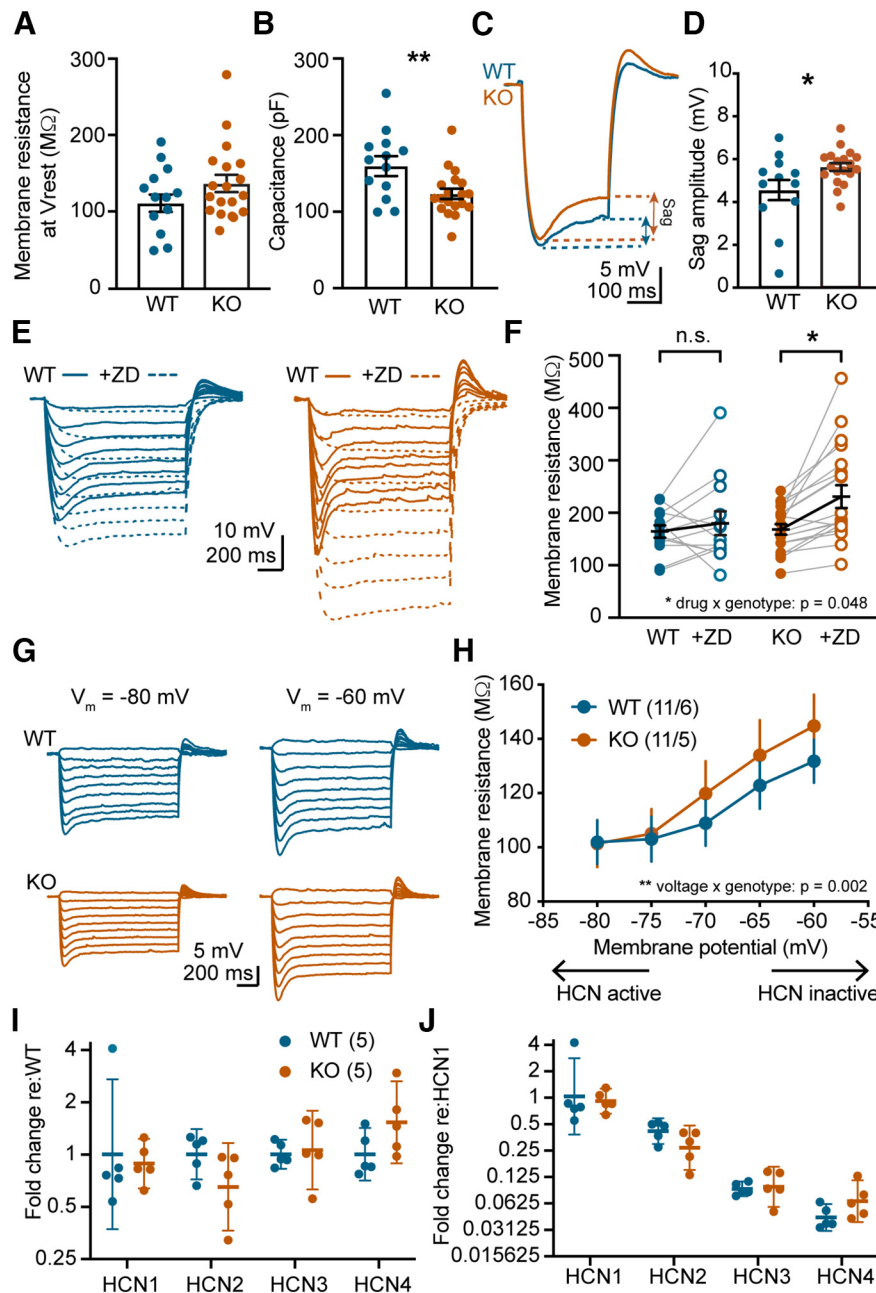 A
Membrane resistance
at Vrest (MΩ)
300
200
100
0
WT
KO
B
**
Capacitance (pF)
300
200
100
0
WT
KO
C
WT
KO
Sag
5 mV
100 ms
D
*
Sag amplitude (mV)
10
8
6
4
2
0
WT
KO
E
WT
+ZD
WT
+ZD
10 mV
200 ms
F
n.s.
*
Membrane resistance (MΩ)
500
400
300
200
100
0
* drug x genotype: p = 0.048
WT
+ZD
KO
+ZD
G
Vm = -80 mV
Vm = -60 mV
WT
KO
5 mV
200 ms
H
Membrane resistance (MΩ)
160
140
120
100
80
WT (11/6)
KO (11/5)
** voltage x genotype: p = 0.002
-85
-80
-75
-70
-65
-60
-55
Membrane potential (mV)
HCN active
HCN inactive
I
Fold change re:WT
4
2
1
0.5
0.25
WT (5)
KO (5)
HCN1
HCN2
HCN3
HCN4
J
Fold change re:HCN1
4
2
1
0.5
0.25
0.125
0.0625
0.03125
0.015625
HCN1
HCN2
HCN3
HCN4